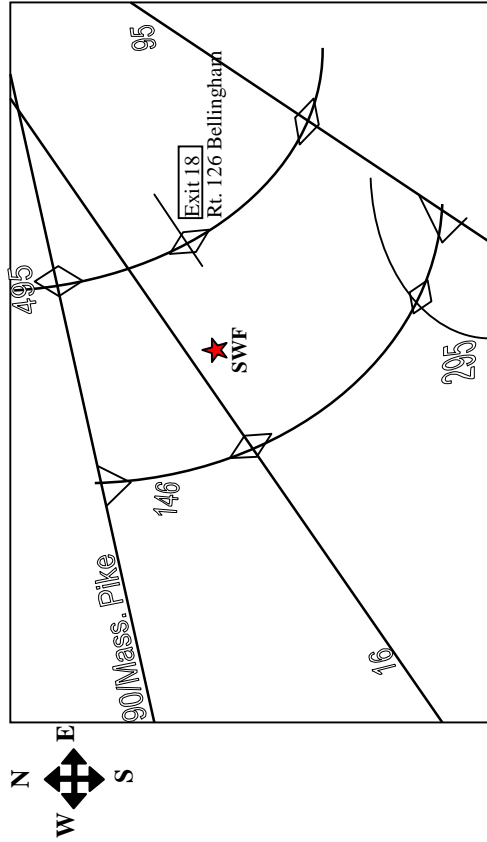 N
W
E
S
495
95
Exit 18
Rt. 126 Bellingham
SWF
90/Mass. Pike
146
295
16